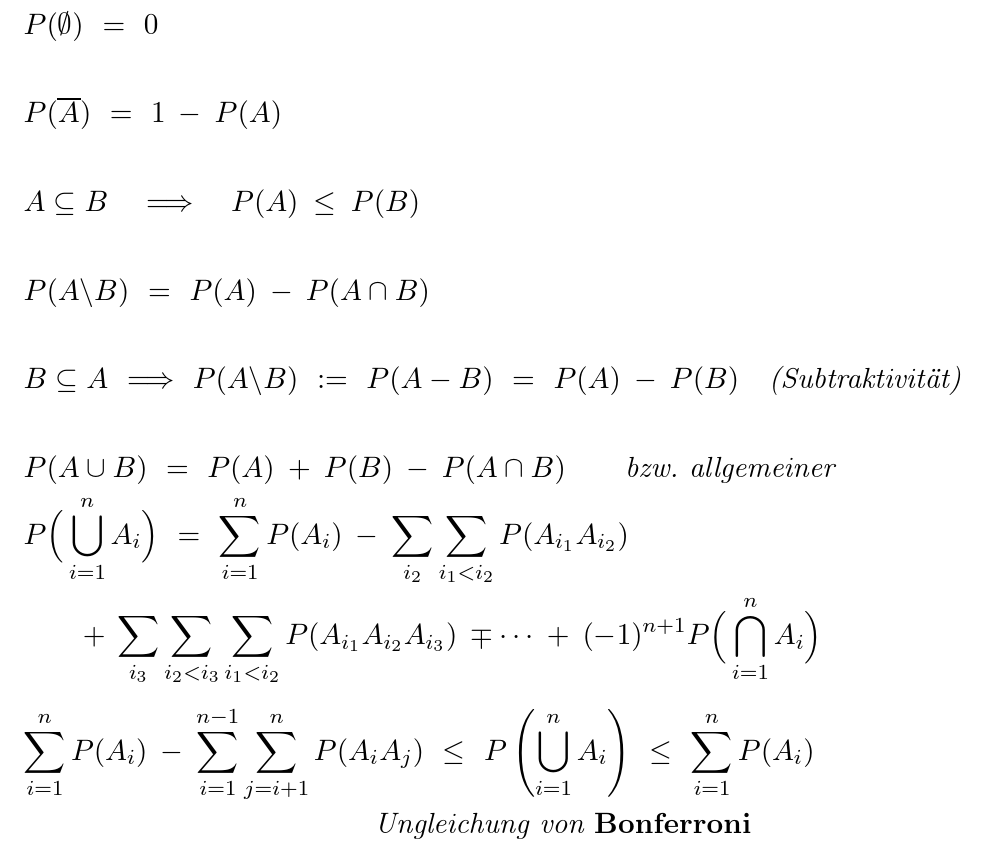 P(∅) = 0
P(A̅) = 1 − P(A)
A ⊆ B ⟹ P(A) ≤ P(B)
P(A\B) = P(A) − P(A ∩ B)
B ⊆ A ⟹ P(A\B) := P(A − B) = P(A) − P(B) (Subtraktivität)
P(A ∪ B) = P(A) + P(B) − P(A ∩ B) bzw. allgemeiner
P(⋃_{i=1}^{n} A_i) = ∑_{i=1}^{n} P(A_i) − ∑_{i_2} ∑_{i_1<i_2} P(A_{i_1} A_{i_2})
+ ∑_{i_3} ∑_{i_2<i_3} ∑_{i_1<i_2} P(A_{i_1} A_{i_2} A_{i_3}) ∓ ⋯ + (−1)^{n+1} P(⋂_{i=1}^{n} A_i)
∑_{i=1}^{n} P(A_i) − ∑_{i=1}^{n−1} ∑_{j=i+1}^{n} P(A_i A_j) ≤ P(⋃_{i=1}^{n} A_i) ≤ ∑_{i=1}^{n} P(A_i)
Ungleichung von Bonferroni